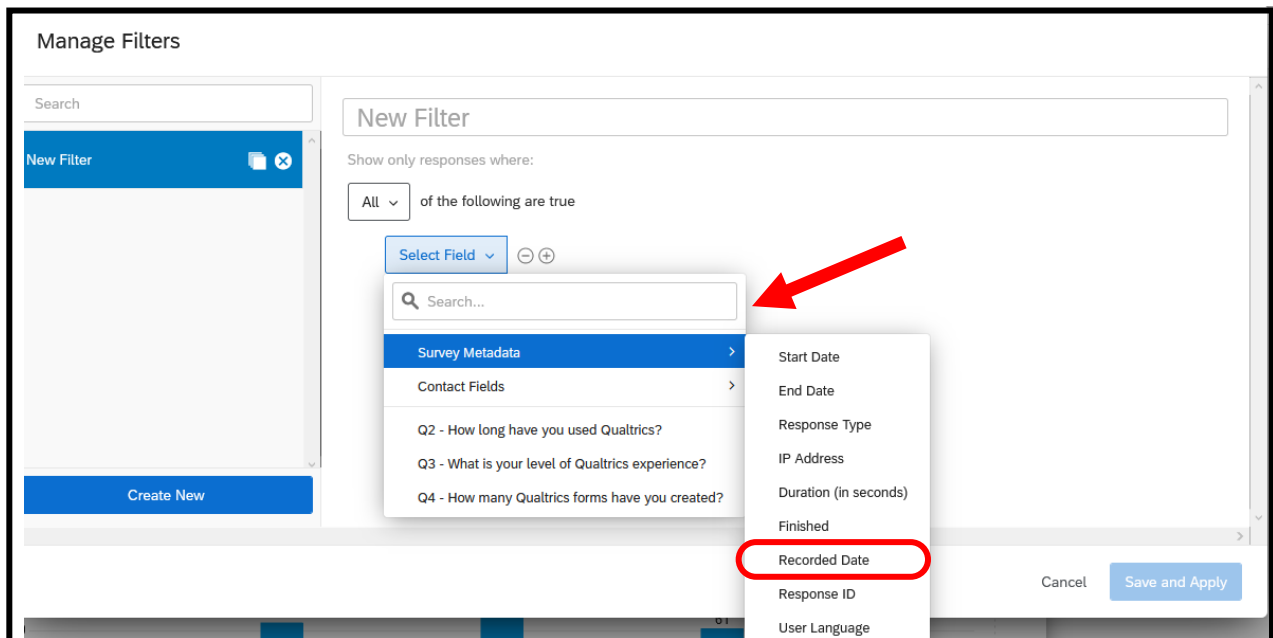 Manage Filters
Search
New Filter
New Filter
Show only responses where:
All of the following are true
Select Field
Search...
Survey Metadata
Contact Fields
Q2 - How long have you used Qualtrics?
Q3 - What is your level of Qualtrics experience?
Q4 - How many Qualtrics forms have you created?
Start Date
End Date
Response Type
IP Address
Duration (in seconds)
Finished
Recorded Date
Response ID
User Language
Create New
Cancel
Save and Apply